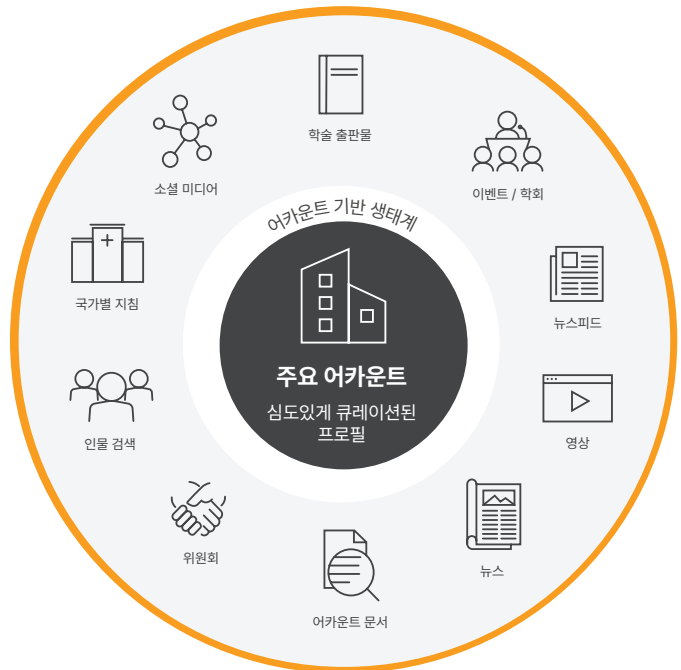 학술 출판물
소셜 미디어
이벤트 / 학회
어카운트 기반 생태계
국가별 지침
뉴스피드
주요 어카운트
심도있게 큐레이션된
프로필
인물 검색
영상
위원회
뉴스
어카운트 문서